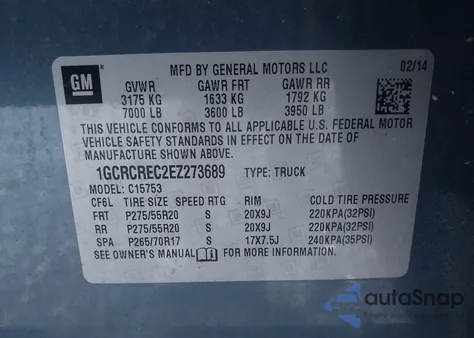 GM
MFD BY GENERAL MOTORS LLC 02/14
GVWR GAWR FRT GAWR RR
3175 KG 1633 KG 1792 KG
7000 LB 3600 LB 3950 LB
THIS VEHICLE CONFORMS TO ALL APPLICABLE U.S. FEDERAL MOTOR
VEHICLE SAFETY STANDARDS IN EFFECT ON THE DATE OF
MANUFACTURE SHOWN ABOVE.
1GCRCREC2EZ273689 TYPE: TRUCK
MODEL: C15753
CF6L TIRE SIZE SPEED RTG RIM COLD TIRE PRESSURE
FRT P275/55R20 S 20X9J 220KPA(32PSI)
RR P275/55R20 S 20X9J 220KPA(32PSI)
SPA P265/70R17 S 17X7.5J 240KPA(35PSI)
SEE OWNER'S MANUAL FOR MORE INFORMATION.
autoSnap